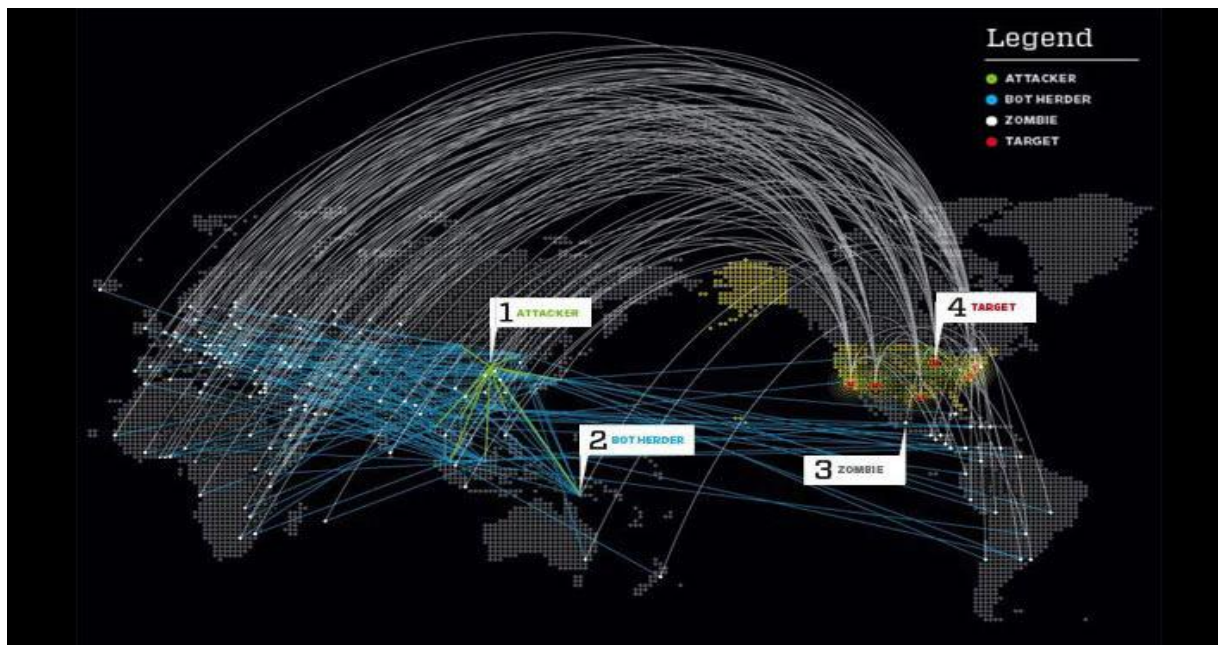 Legend
ATTACKER
BOT HERDER
ZOMBIE
TARGET
1 ATTACKER
4 TARGET
2 BOT HERDER
3 ZOMBIE